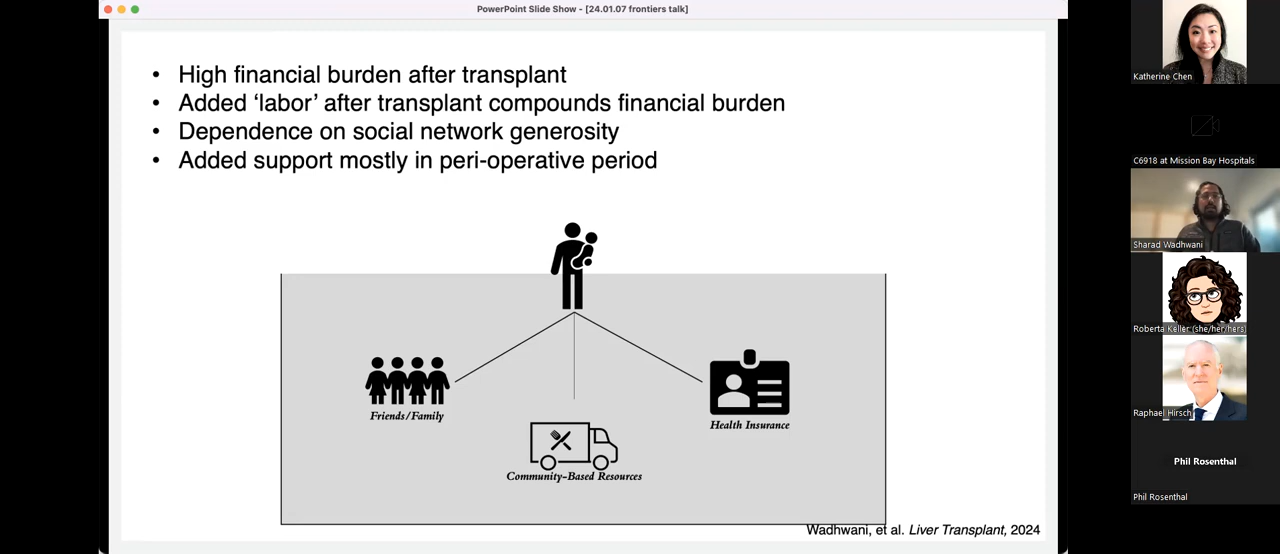 PowerPoint Slide Show - [24.01.07 frontiers talk]
• High financial burden after transplant
• Added ‘labor’ after transplant compounds financial burden
• Dependence on social network generosity
• Added support mostly in peri-operative period
Friends/Family
Health Insurance
Community-Based Resources
Wadhwani, et al. Liver Transplant, 2024
Katherine Chen
C6918 at Mission Bay Hospitals
Sharad Wadhwani
Roberta Keller (she/her/hers)
Raphael Hirsch
Phil Rosenthal
Phil Rosenthal